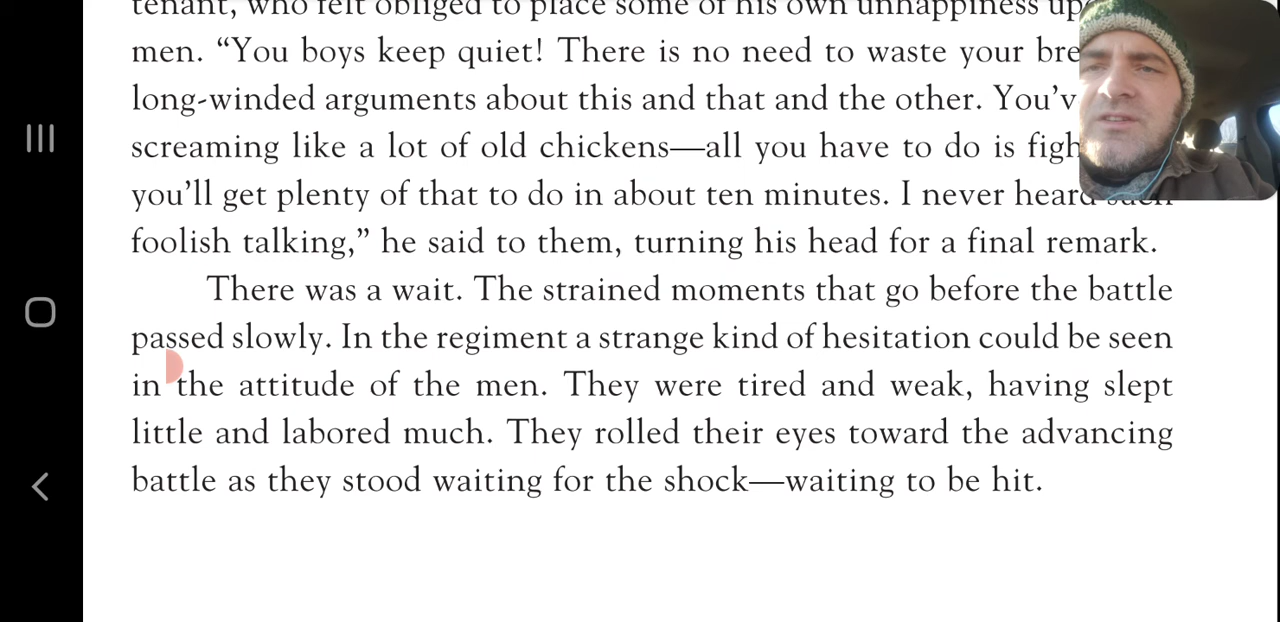 tenant, who felt obliged to place some of his own unhappiness
men. “You boys keep quiet! There is no need to waste your
long-winded arguments about this and that and the other.
screaming like a lot of old chickens—all you have to do is
you’ll get plenty of that to do in about ten minutes. I never heard such
foolish talking,” he said to them, turning his head for a final remark.
There was a wait. The strained moments that go before the battle
passed slowly. In the regiment a strange kind of hesitation could be seen
in the attitude of the men. They were tired and weak, having slept
little and labored much. They rolled their eyes toward the advancing
battle as they stood waiting for the shock—waiting to be hit.